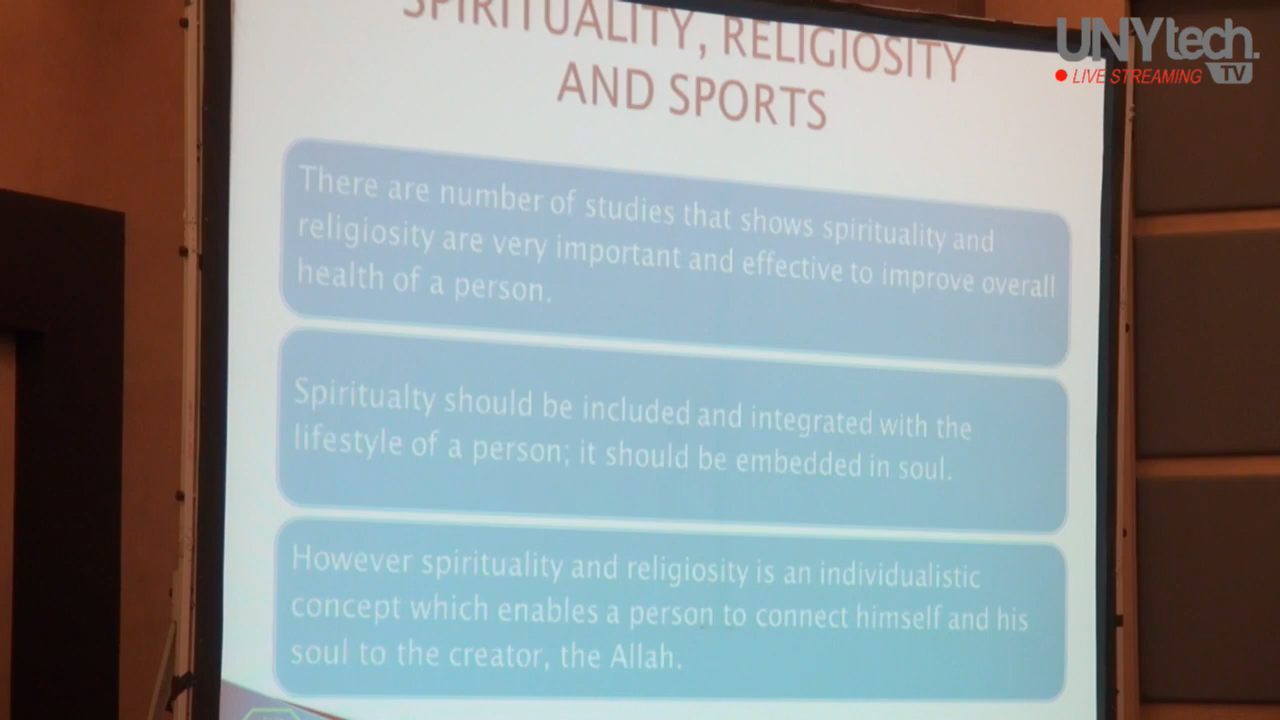 SPIRITUALITY, RELIGIOSITY
AND SPORTS
UNYtech.
LIVE STREAMING TV
There are number of studies that shows spirituality and
religiosity are very important and effective to improve overall
health of a person.
Spiritualty should be included and integrated with the
lifestyle of a person; it should be embedded in soul.
However spirituality and religiosity is an individualistic
concept which enables a person to connect himself and his
soul to the creator, the Allah.